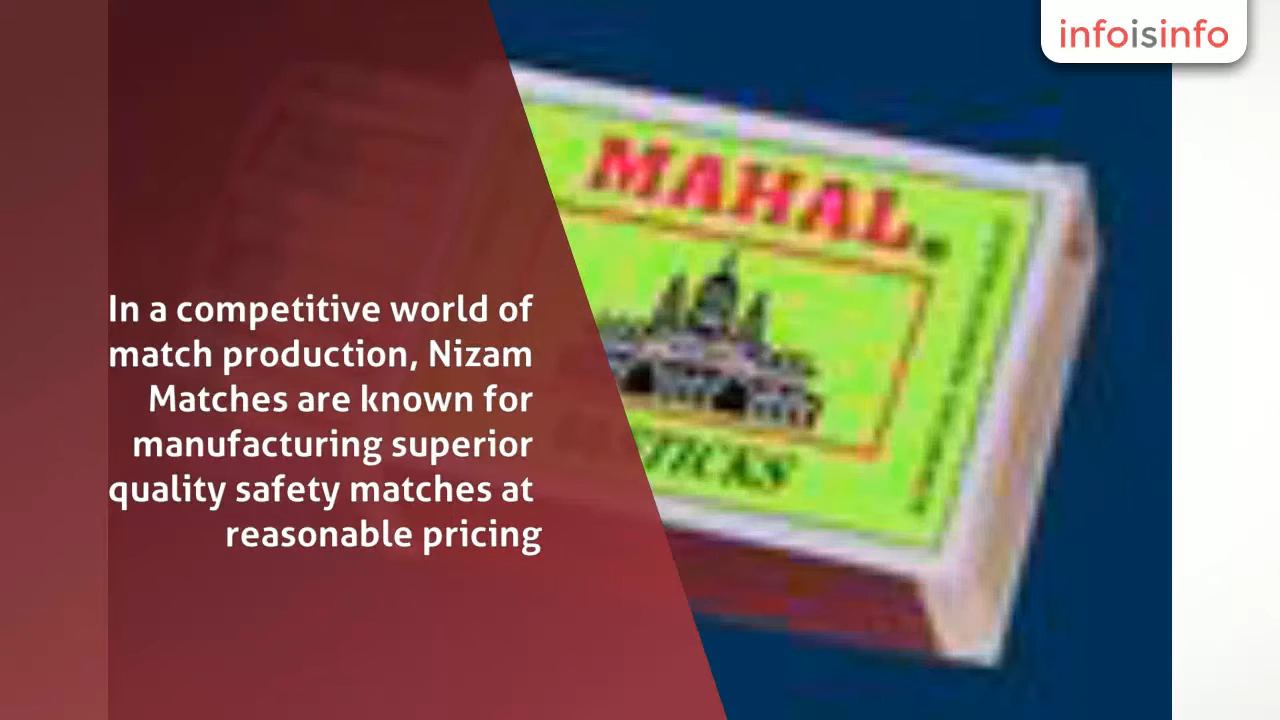 infoisinfo
MAHAL
In a competitive world of
match production, Nizam
Matches are known for
manufacturing superior
quality safety matches at
reasonable pricing